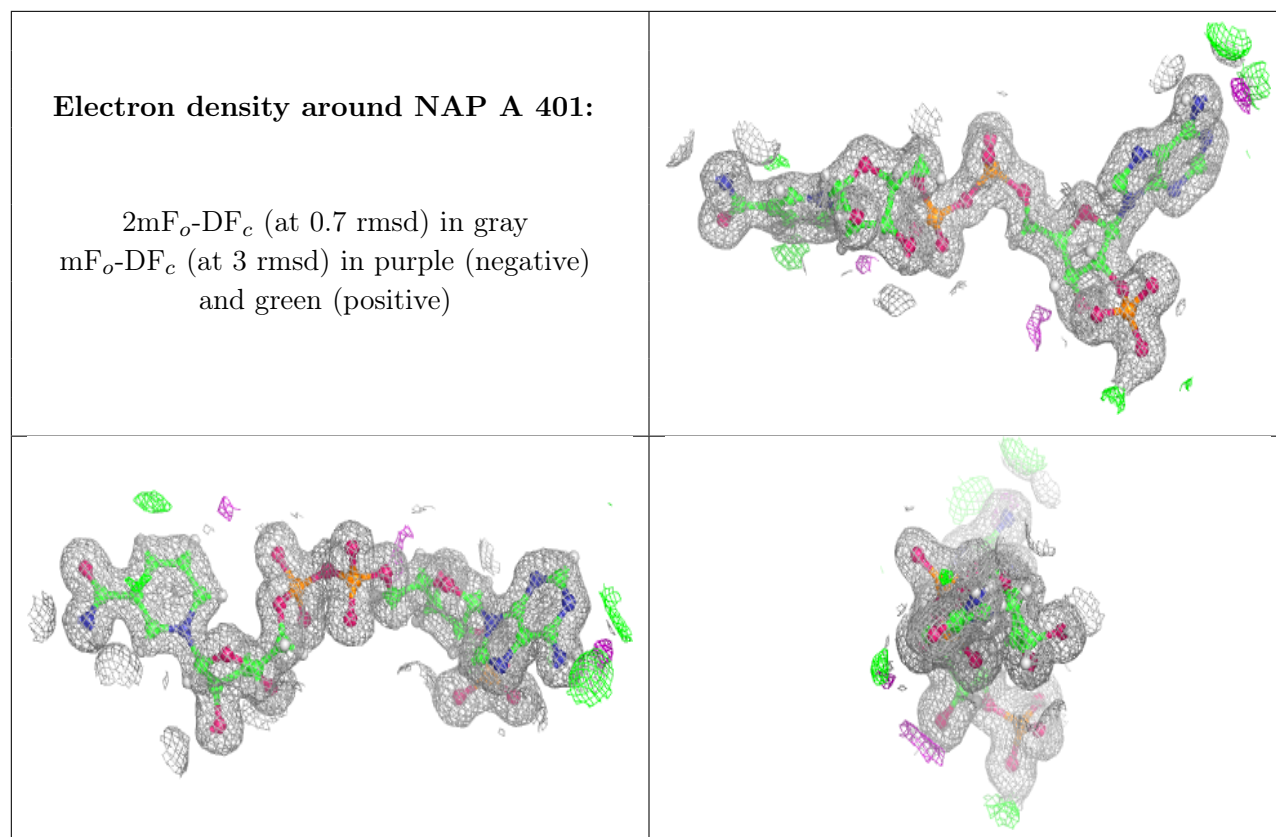 Electron density around NAP A 401:
2mFo-DFc (at 0.7 rmsd) in gray
mFo-DFc (at 3 rmsd) in purple (negative)
and green (positive)